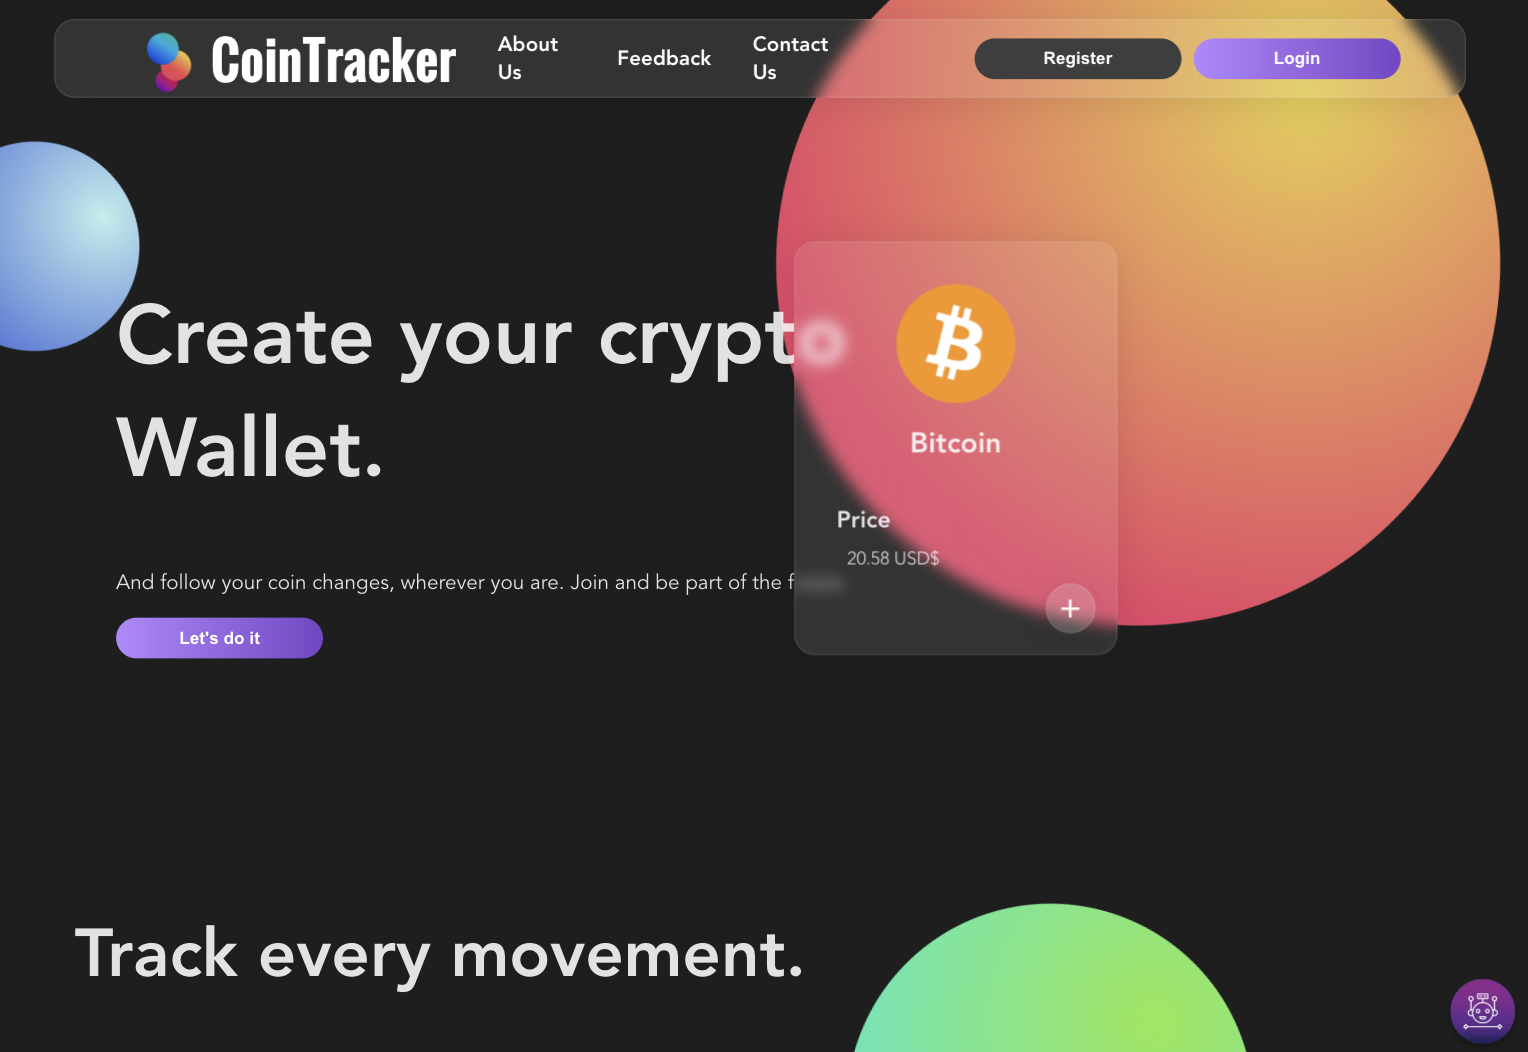 CoinTracker
About
Us
Feedback
Contact
Us
Register
Login
Create your crypto
Wallet.
And follow your coin changes, wherever you are. Join and be part of the
Let's do it
Bitcoin
Price
20.58 USD$
+
Track every movement.